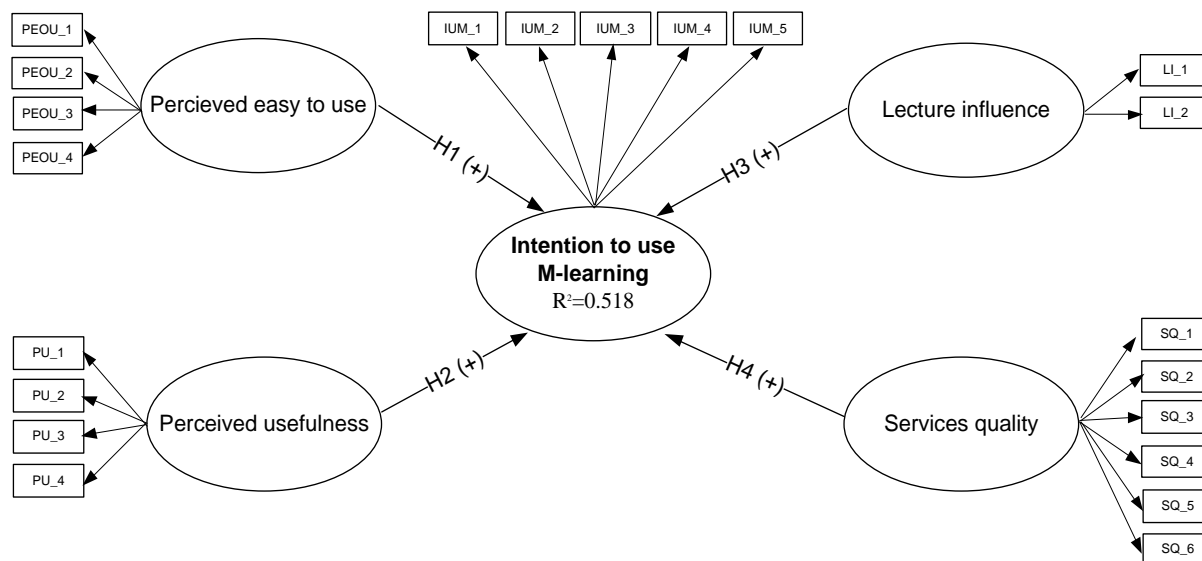 PEOU_1
PEOU_2
PEOU_3
PEOU_4
Percieved easy to use
IUM_1
IUM_2
IUM_3
IUM_4
IUM_5
Lecture influence
LI_1
LI_2
H1 (+)
H3 (+)
Intention to use
M-learning
R²=0.518
PU_1
PU_2
PU_3
PU_4
Perceived usefulness
H2 (+)
H4 (+)
Services quality
SQ_1
SQ_2
SQ_3
SQ_4
SQ_5
SQ_6